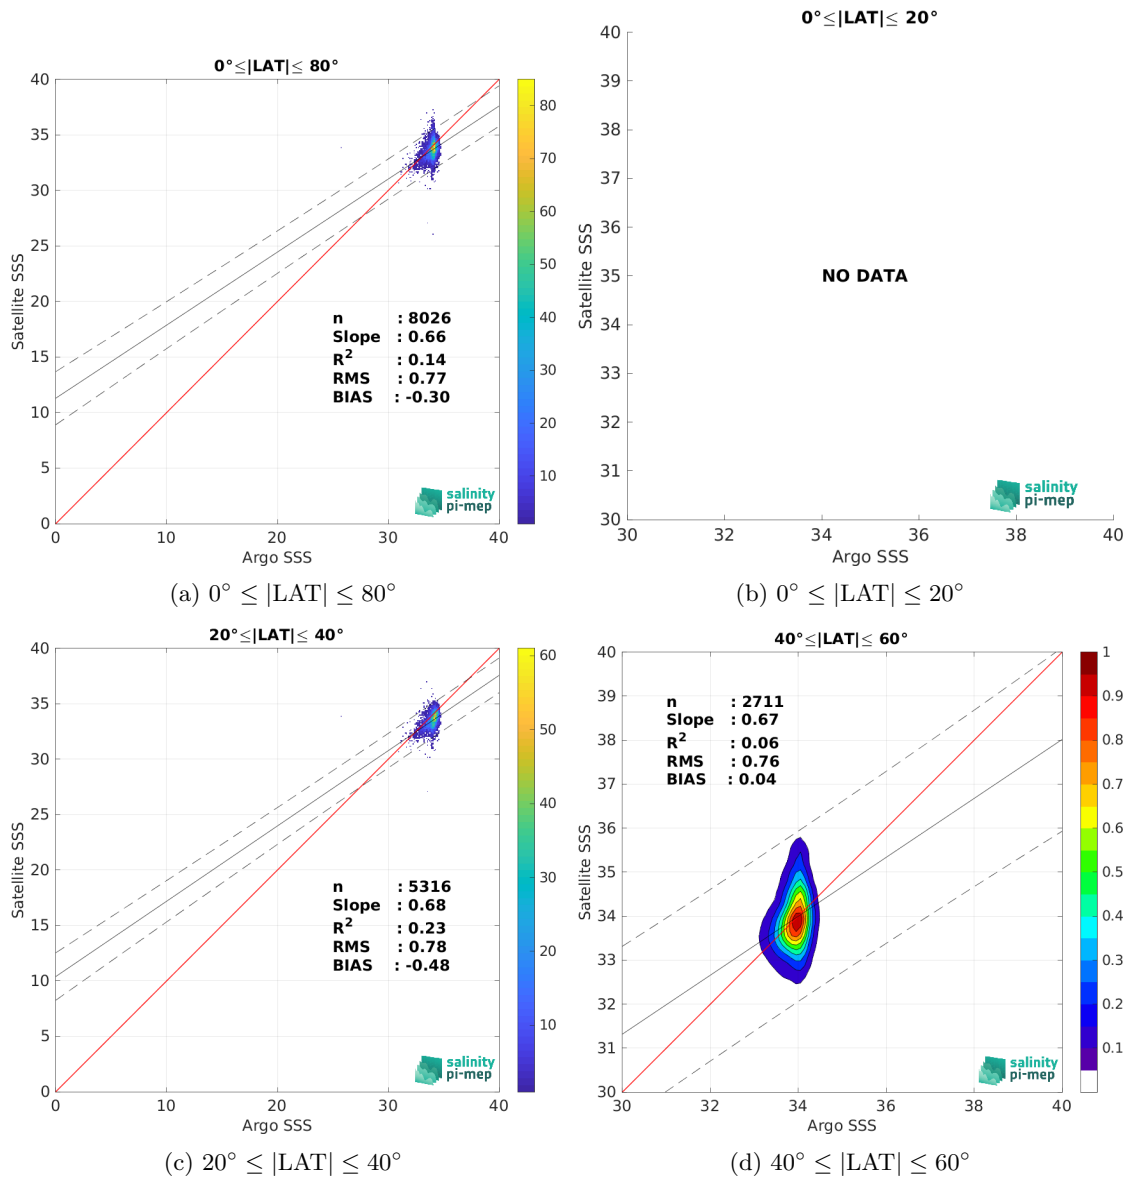 0°≤|LAT|≤ 80°
40
35
30
25
20
15
10
5
0
Satellite SSS
0
10
20
30
40
Argo SSS
n : 8026
Slope : 0.66
R² : 0.14
RMS : 0.77
BIAS : -0.30
salinity
pi-mep
80
70
60
50
40
30
20
10
(a) 0° ≤ |LAT| ≤ 80°
0°≤|LAT|≤ 20°
40
39
38
37
36
35
34
33
32
31
30
Satellite SSS
NO DATA
salinity
pi-mep
30
32
34
36
38
40
Argo SSS
(b) 0° ≤ |LAT| ≤ 20°
20°≤|LAT|≤ 40°
40
35
30
25
20
15
10
5
0
Satellite SSS
0
10
20
30
40
Argo SSS
n : 5316
Slope : 0.68
R² : 0.23
RMS : 0.78
BIAS : -0.48
salinity
pi-mep
60
50
40
30
20
10
(c) 20° ≤ |LAT| ≤ 40°
40°≤|LAT|≤ 60°
40
39
38
37
36
35
34
33
32
31
30
Satellite SSS
n : 2711
Slope : 0.67
R² : 0.06
RMS : 0.76
BIAS : 0.04
salinity
pi-mep
30
32
34
36
38
40
Argo SSS
1
0.9
0.8
0.7
0.6
0.5
0.4
0.3
0.2
0.1
(d) 40° ≤ |LAT| ≤ 60°